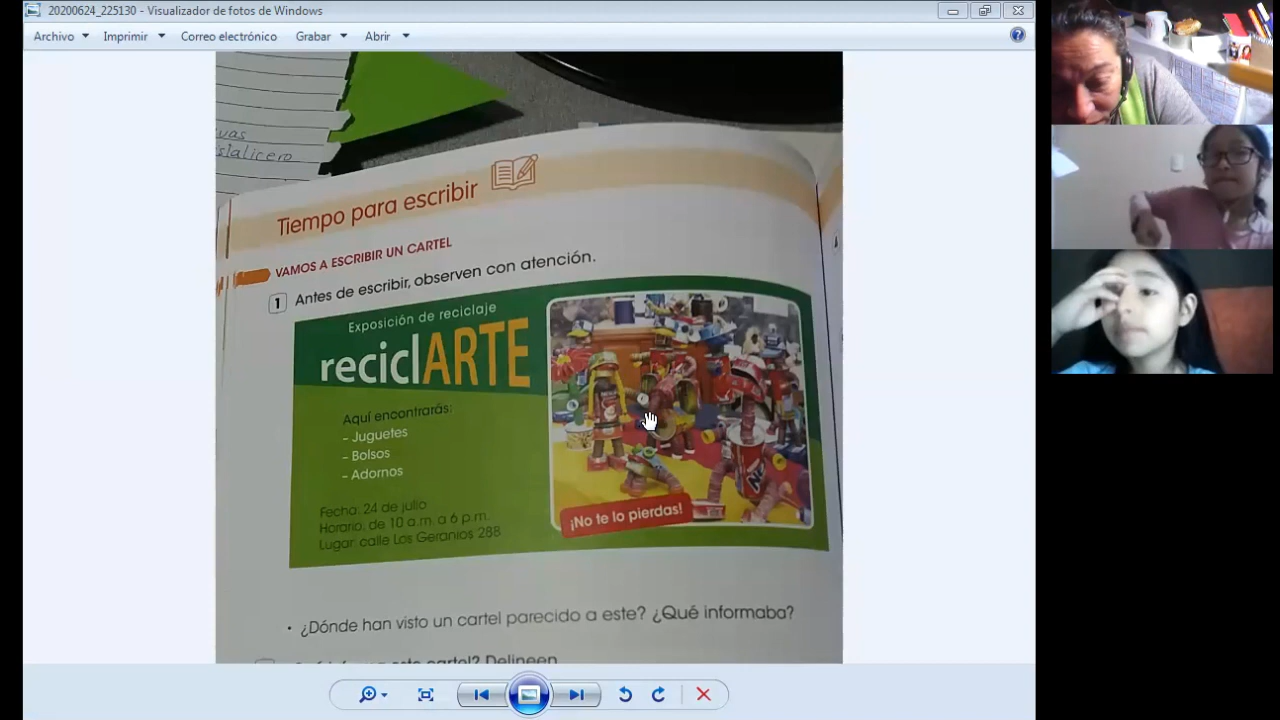 20200624_225130 - Visualizador de fotos de Windows
Archivo Imprimir Correo electrónico Grabar Abrir
Tiempo para escribir
VAMOS A ESCRIBIR UN CARTEL
1 Antes de escribir, observen con atención.
Exposición de reciclaje
reciclARTE
Aquí encontrarás:
- Juguetes
- Bolsos
- Adornos
Fecha: 24 de julio
Horario: de 10 a.m. a 6 p.m.
Lugar: calle Los Geranios 288
¡No te lo pierdas!
• ¿Dónde han visto un cartel parecido a este? ¿Qué informaba?
este cartel? Delineen